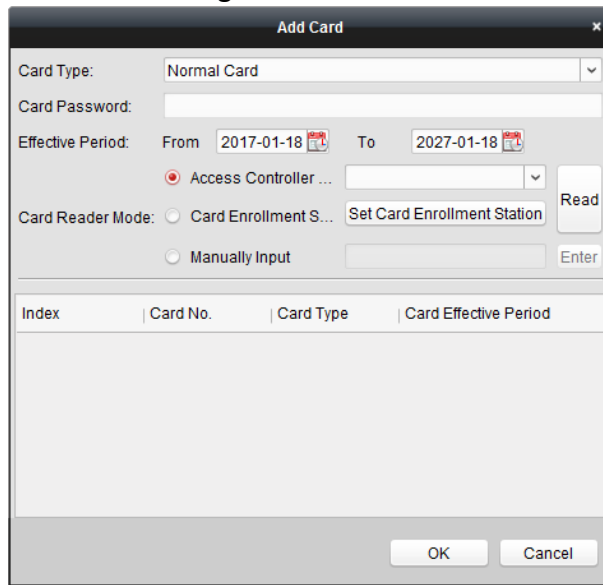 Add Card ×
Card Type: Normal Card
Card Password:
Effective Period: From 2017-01-18 To 2027-01-18
Access Controller ...
Read
Card Reader Mode: Card Enrollment S... Set Card Enrollment Station
Manually Input Enter
Index Card No. Card Type Card Effective Period
OK Cancel